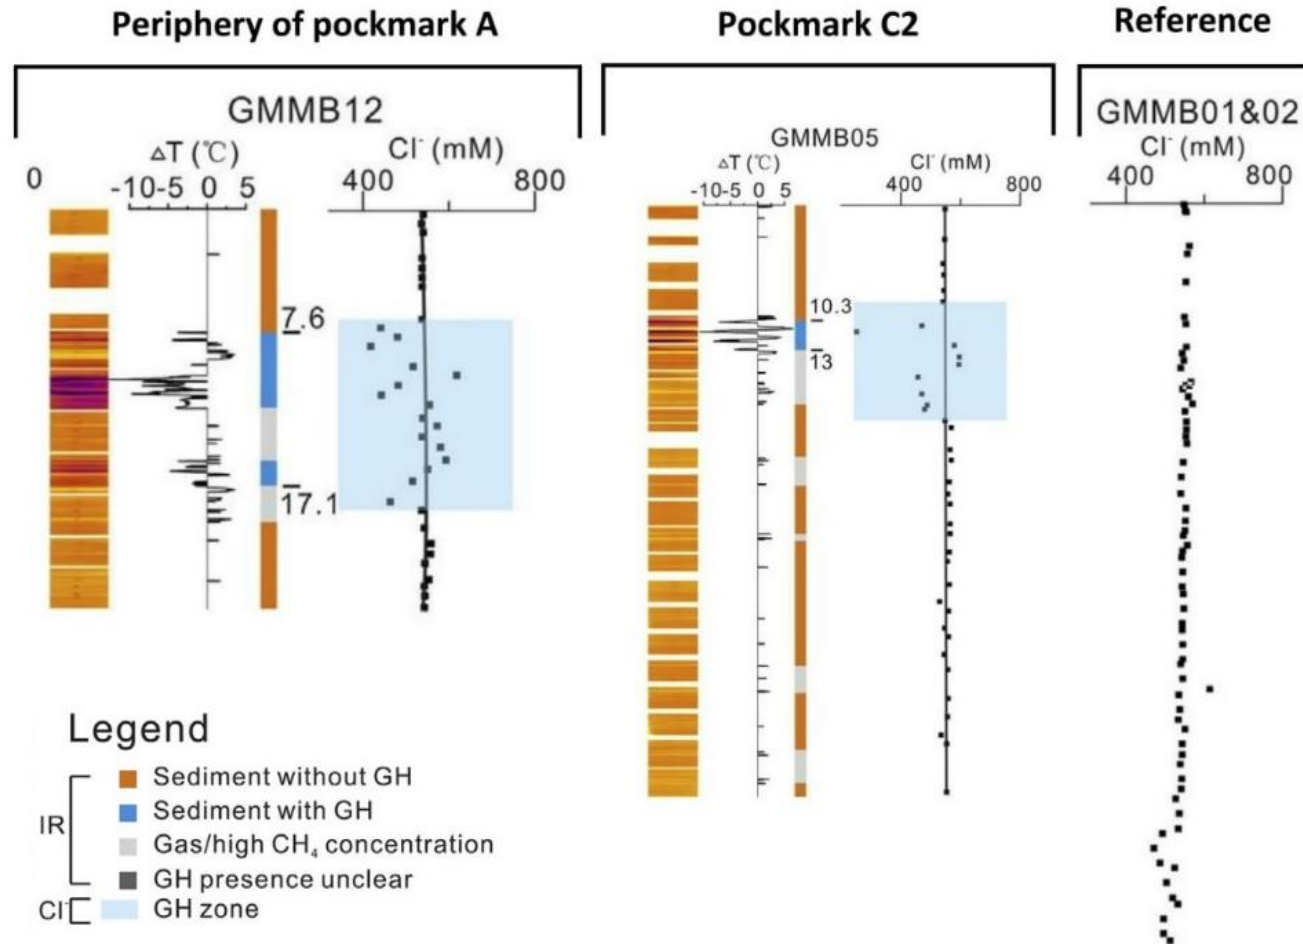 Periphery of pockmark A
Pockmark C2
Reference
GMMB12
GMMB05
GMMB01&02
ΔT (℃)
Cl⁻ (mM)
ΔT (℃)
Cl⁻ (mM)
Cl⁻ (mM)
0
-10-5 0 5
400 800
-10-5 0 5
400 800
400 800
7.6
17.1
10.3
13
Legend
IR
Sediment without GH
Sediment with GH
Gas/high CH₄ concentration
GH presence unclear
Cl⁻
GH zone